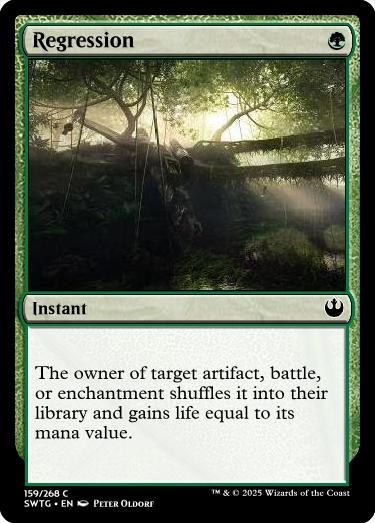 Regression
Instant
The owner of target artifact, battle,
or enchantment shuffles it into their
library and gains life equal to its
mana value.
159/268 C
SWTG • EN Peter Oldorf
™ & © 2025 Wizards of the Coast